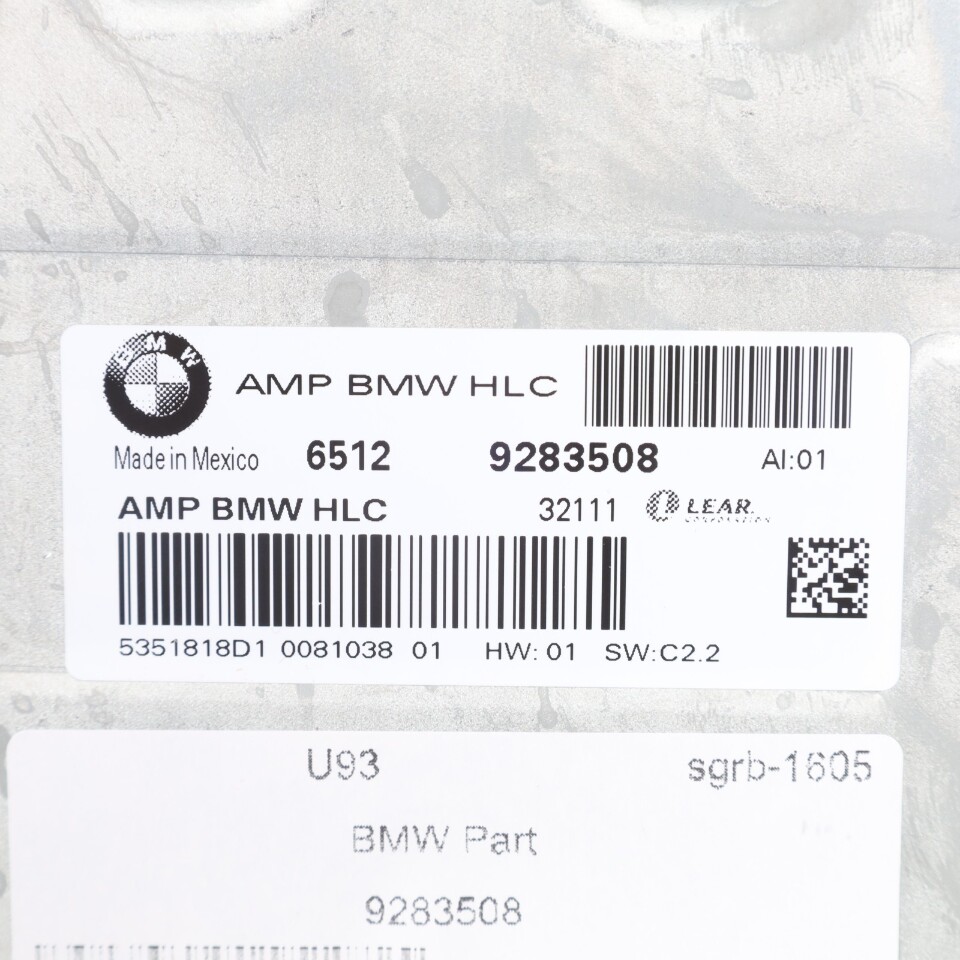 BMW
AMP BMW HLC
Made in Mexico 6512 9283508 AI:01
AMP BMW HLC 32111 LEAR.
CORPORATION
5351818D1 0081038 01 HW: 01 SW:C2.2
U93 sgrb-1605
BMW Part
9283508